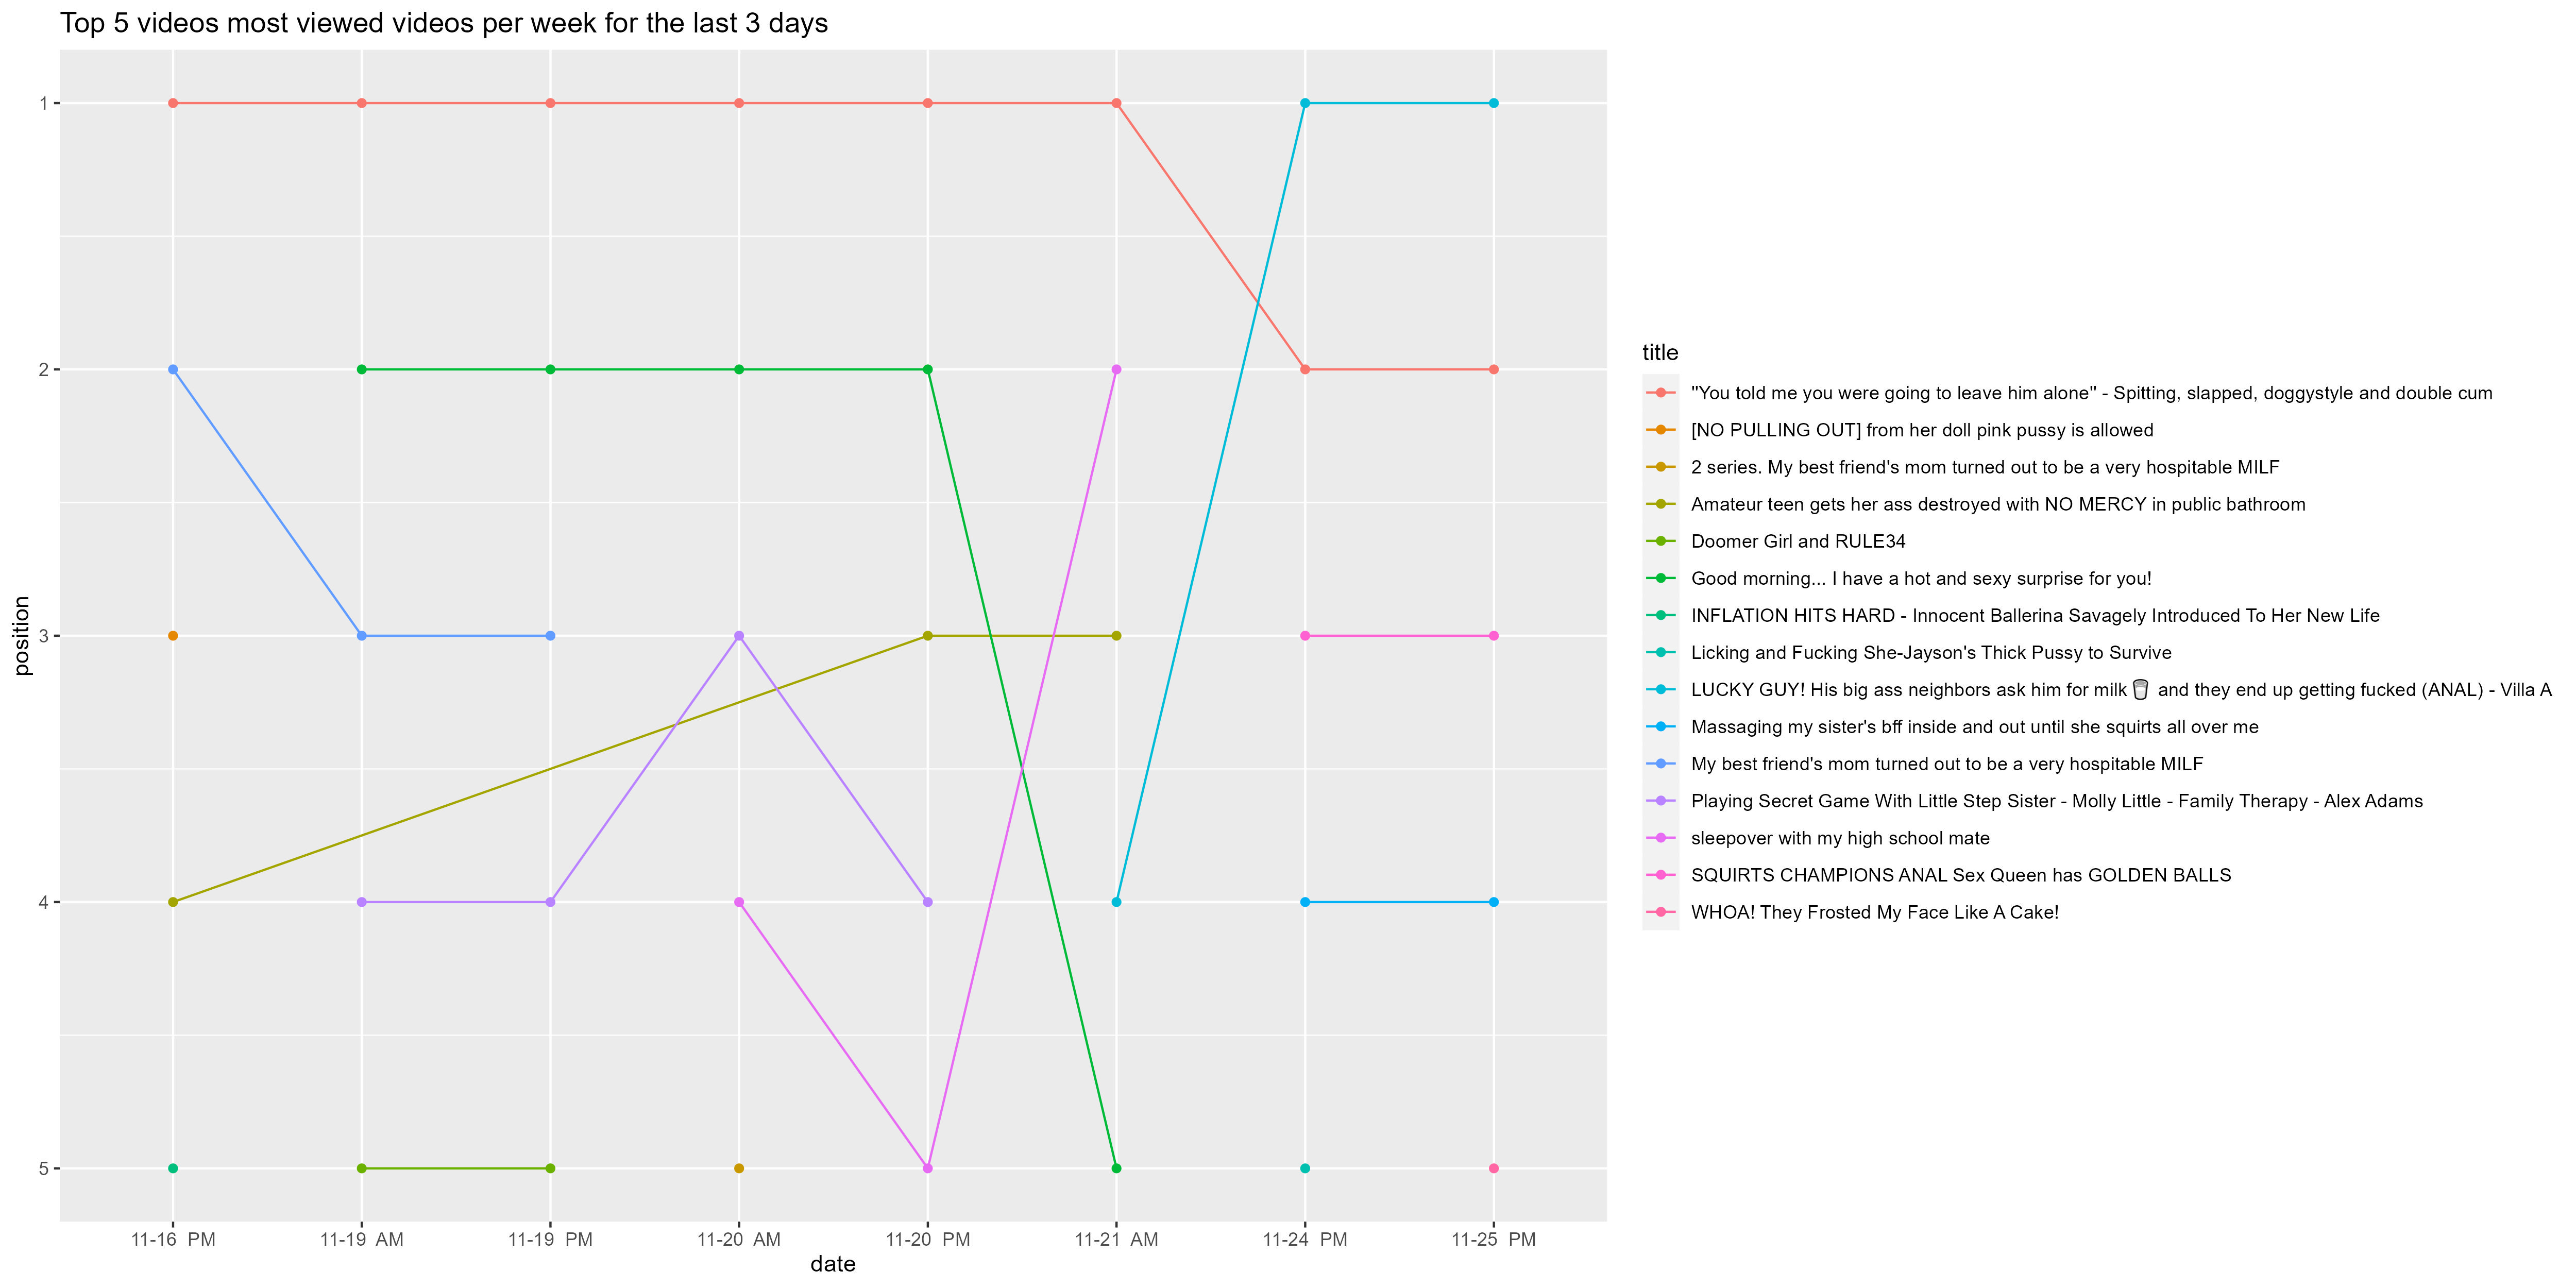 Top 5 videos most viewed videos per week for the last 3 days
1
2
3
4
5
position
11-16 PM
11-19 AM
11-19 PM
11-20 AM
11-20 PM
11-21 AM
11-24 PM
11-25 PM
date
title
"You told me you were going to leave him alone" - Spitting, slapped, doggystyle and double cum
[NO PULLING OUT] from her doll pink pussy is allowed
2 series. My best friend's mom turned out to be a very hospitable MILF
Amateur teen gets her ass destroyed with NO MERCY in public bathroom
Doomer Girl and RULE34
Good morning... I have a hot and sexy surprise for you!
INFLATION HITS HARD - Innocent Ballerina Savagely Introduced To Her New Life
Licking and Fucking She-Jayson's Thick Pussy to Survive
LUCKY GUY! His big ass neighbors ask him for milk 🥛 and they end up getting fucked (ANAL) - Villa A
Massaging my sister's bff inside and out until she squirts all over me
My best friend's mom turned out to be a very hospitable MILF
Playing Secret Game With Little Step Sister - Molly Little - Family Therapy - Alex Adams
sleepover with my high school mate
SQUIRTS CHAMPIONS ANAL Sex Queen has GOLDEN BALLS
WHOA! They Frosted My Face Like A Cake!